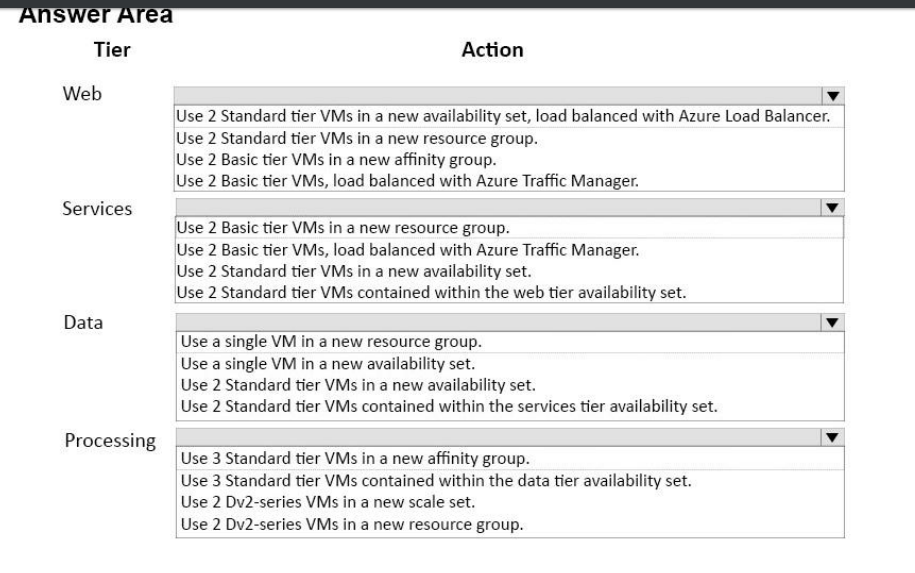 Answer Area
Tier Action
Web
Use 2 Standard tier VMs in a new availability set, load balanced with Azure Load Balancer.
Use 2 Standard tier VMs in a new resource group.
Use 2 Basic tier VMs in a new affinity group.
Use 2 Basic tier VMs, load balanced with Azure Traffic Manager.
Services
Use 2 Basic tier VMs in a new resource group.
Use 2 Basic tier VMs, load balanced with Azure Traffic Manager.
Use 2 Standard tier VMs in a new availability set.
Use 2 Standard tier VMs contained within the web tier availability set.
Data
Use a single VM in a new resource group.
Use a single VM in a new availability set.
Use 2 Standard tier VMs in a new availability set.
Use 2 Standard tier VMs contained within the services tier availability set.
Processing
Use 3 Standard tier VMs in a new affinity group.
Use 3 Standard tier VMs contained within the data tier availability set.
Use 2 Dv2-series VMs in a new scale set.
Use 2 Dv2-series VMs in a new resource group.